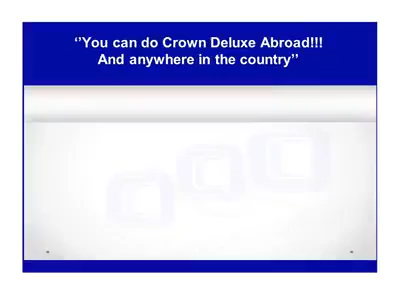 ‘’You can do Crown Deluxe Abroad!!!
And anywhere in the country’’